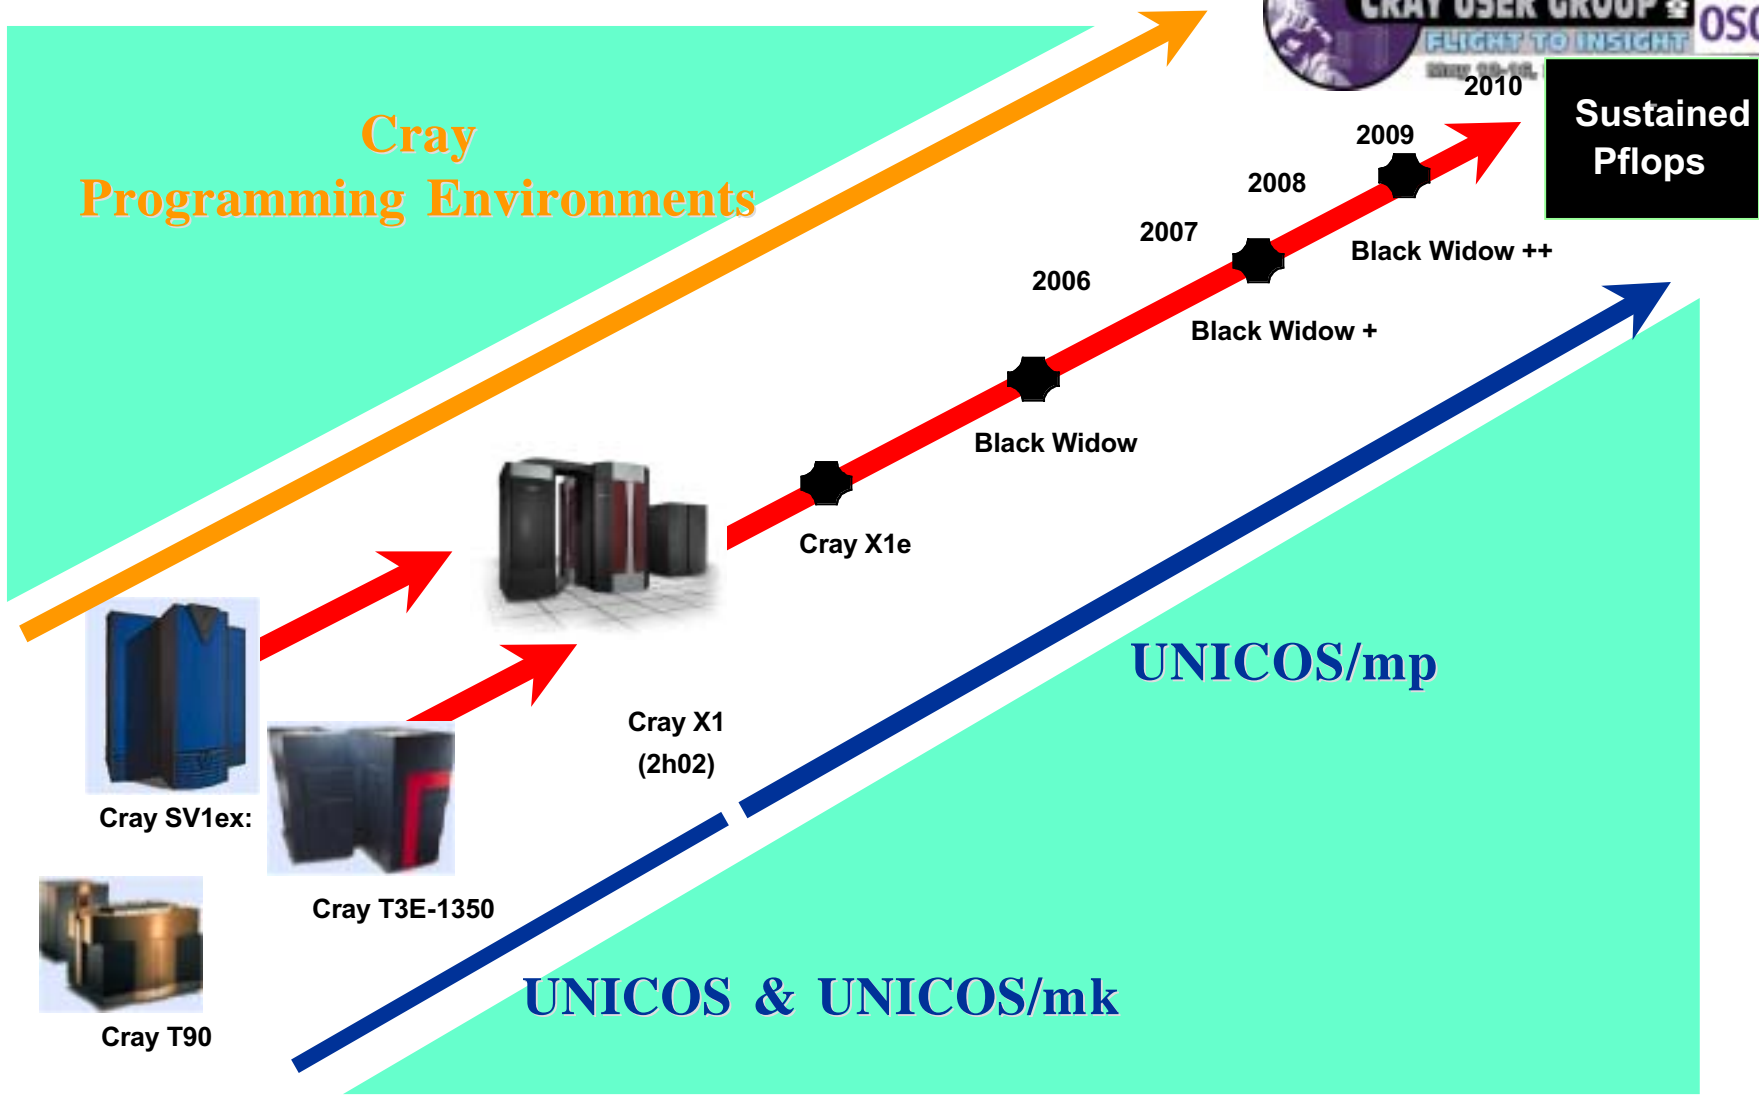 CRAY USER GROUP
OSC
FLIGHT TO INSIGHT
2010
Sustained
Pflops
Cray
Programming Environments
2009
2008
2007
Black Widow ++
2006
Black Widow +
Black Widow
Cray X1e
UNICOS/mp
Cray X1
(2h02)
Cray SV1ex:
Cray T3E-1350
UNICOS & UNICOS/mk
Cray T90